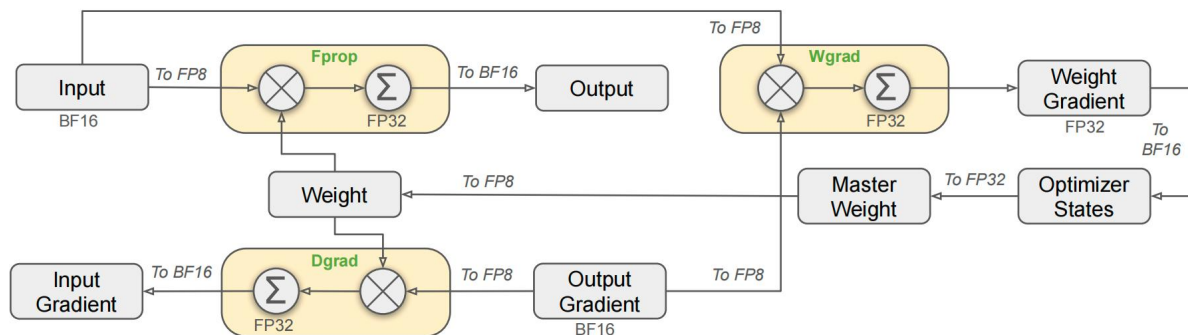 To FP8
Fprop
Wgrad
Input
To FP8
Σ
To BF16
Output
Σ
Weight
Gradient
BF16
FP32
FP32
FP32
To
BF16
To FP8
Weight
To FP8
Master
Weight
To FP32
Optimizer
States
Dgrad
Input
Gradient
To BF16
Σ
To FP8
Output
Gradient
To FP8
FP32
BF16